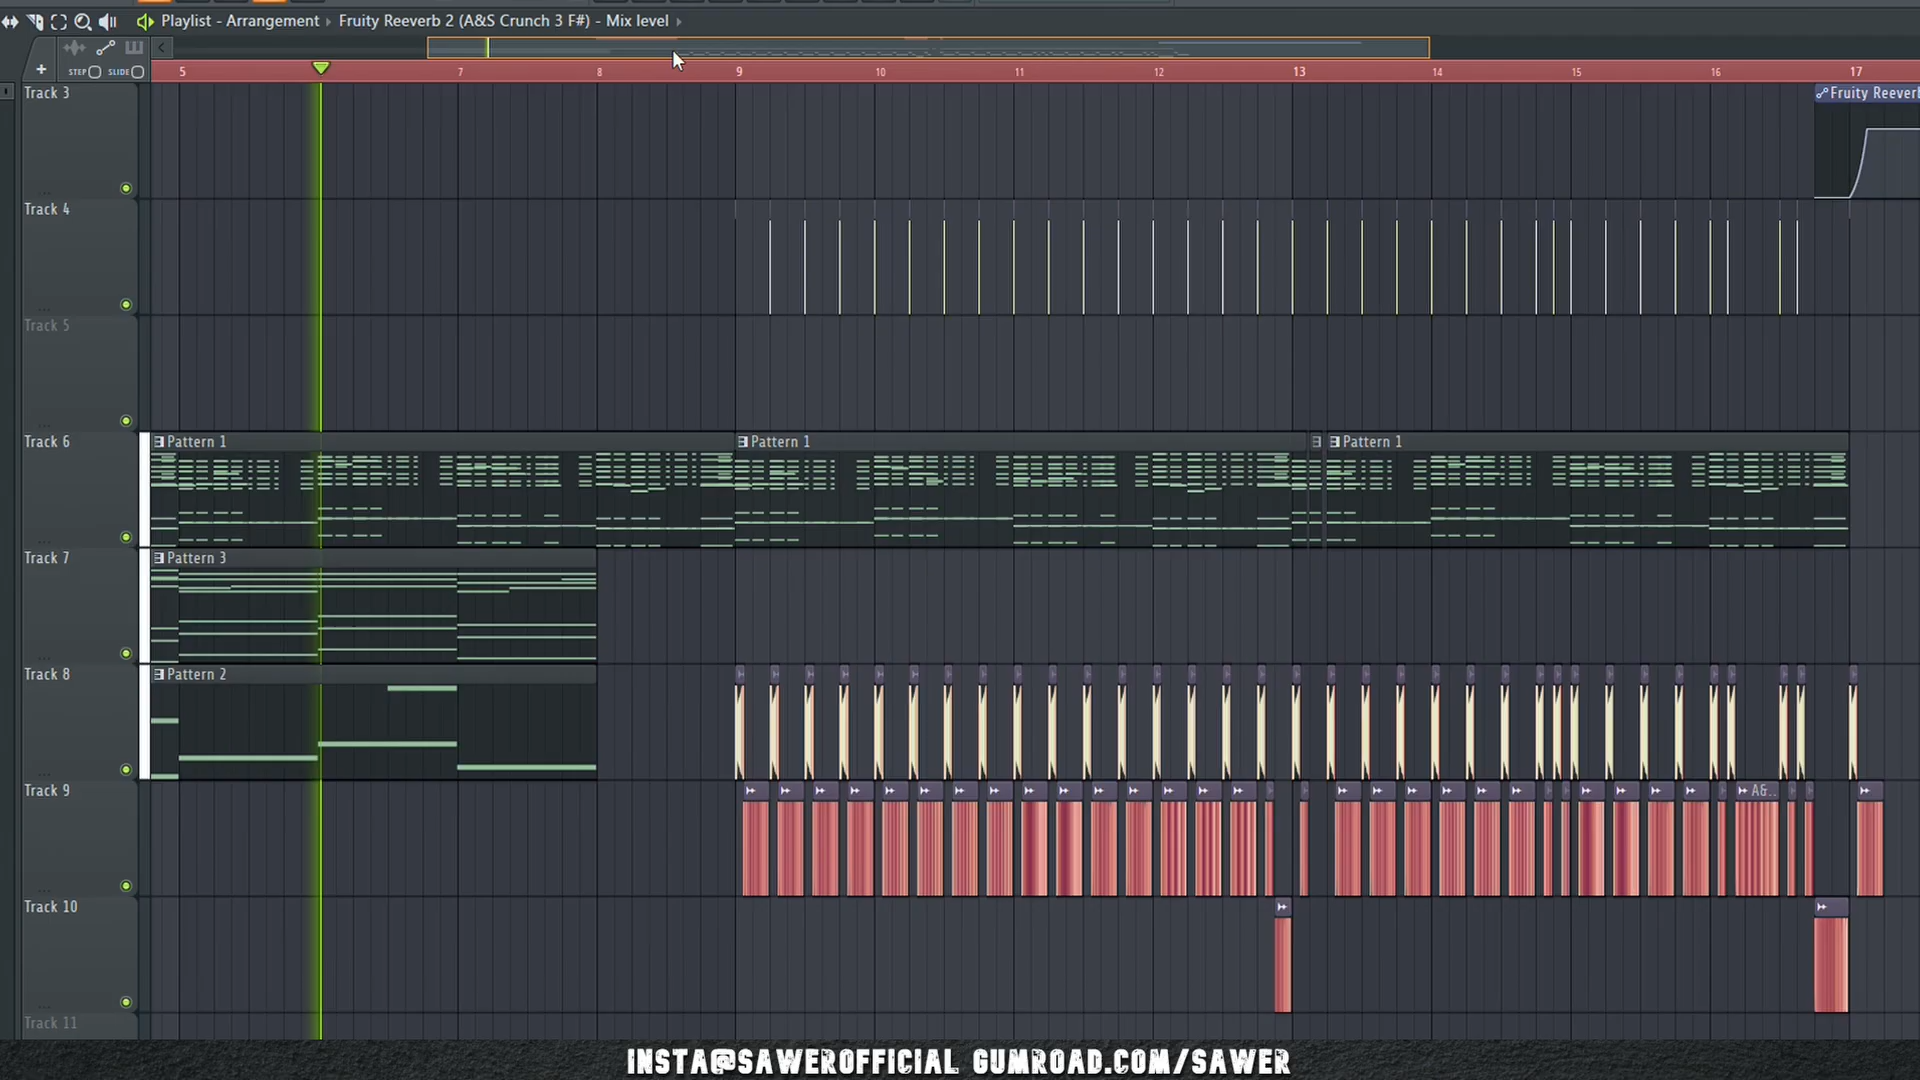 Playlist - Arrangement › Fruity Reeverb 2 (A&S Crunch 3 F#) - Mix level ›
STEP SLIDE
5 7 8 9 10 11 12 13 14 15 16 17
Track 3
Fruity Reeverb
Track 4
Track 5
Track 6
Pattern 1
Pattern 1
Pattern 1
Track 7
Pattern 3
Track 8
Pattern 2
Track 9
A&..
Track 10
Track 11
INSTA@SAWEROFFICIAL GUMROAD.COM/SAWER